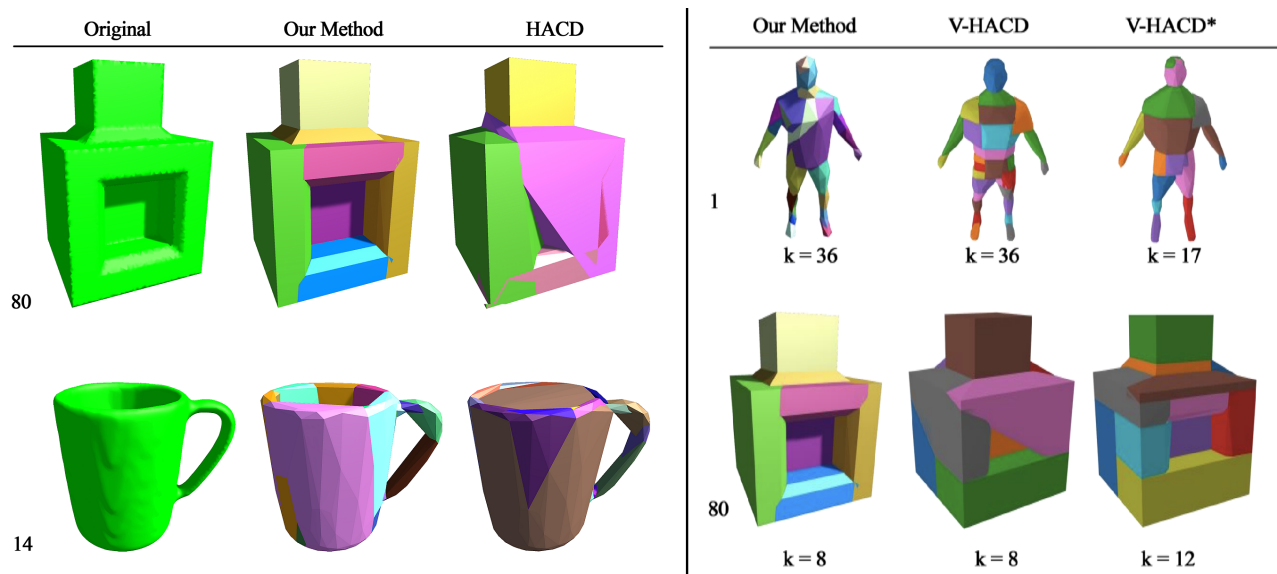 Original Our Method HACD
80
14
Our Method V-HACD V-HACD*
1
k = 36 k = 36 k = 17
80
k = 8 k = 8 k = 12